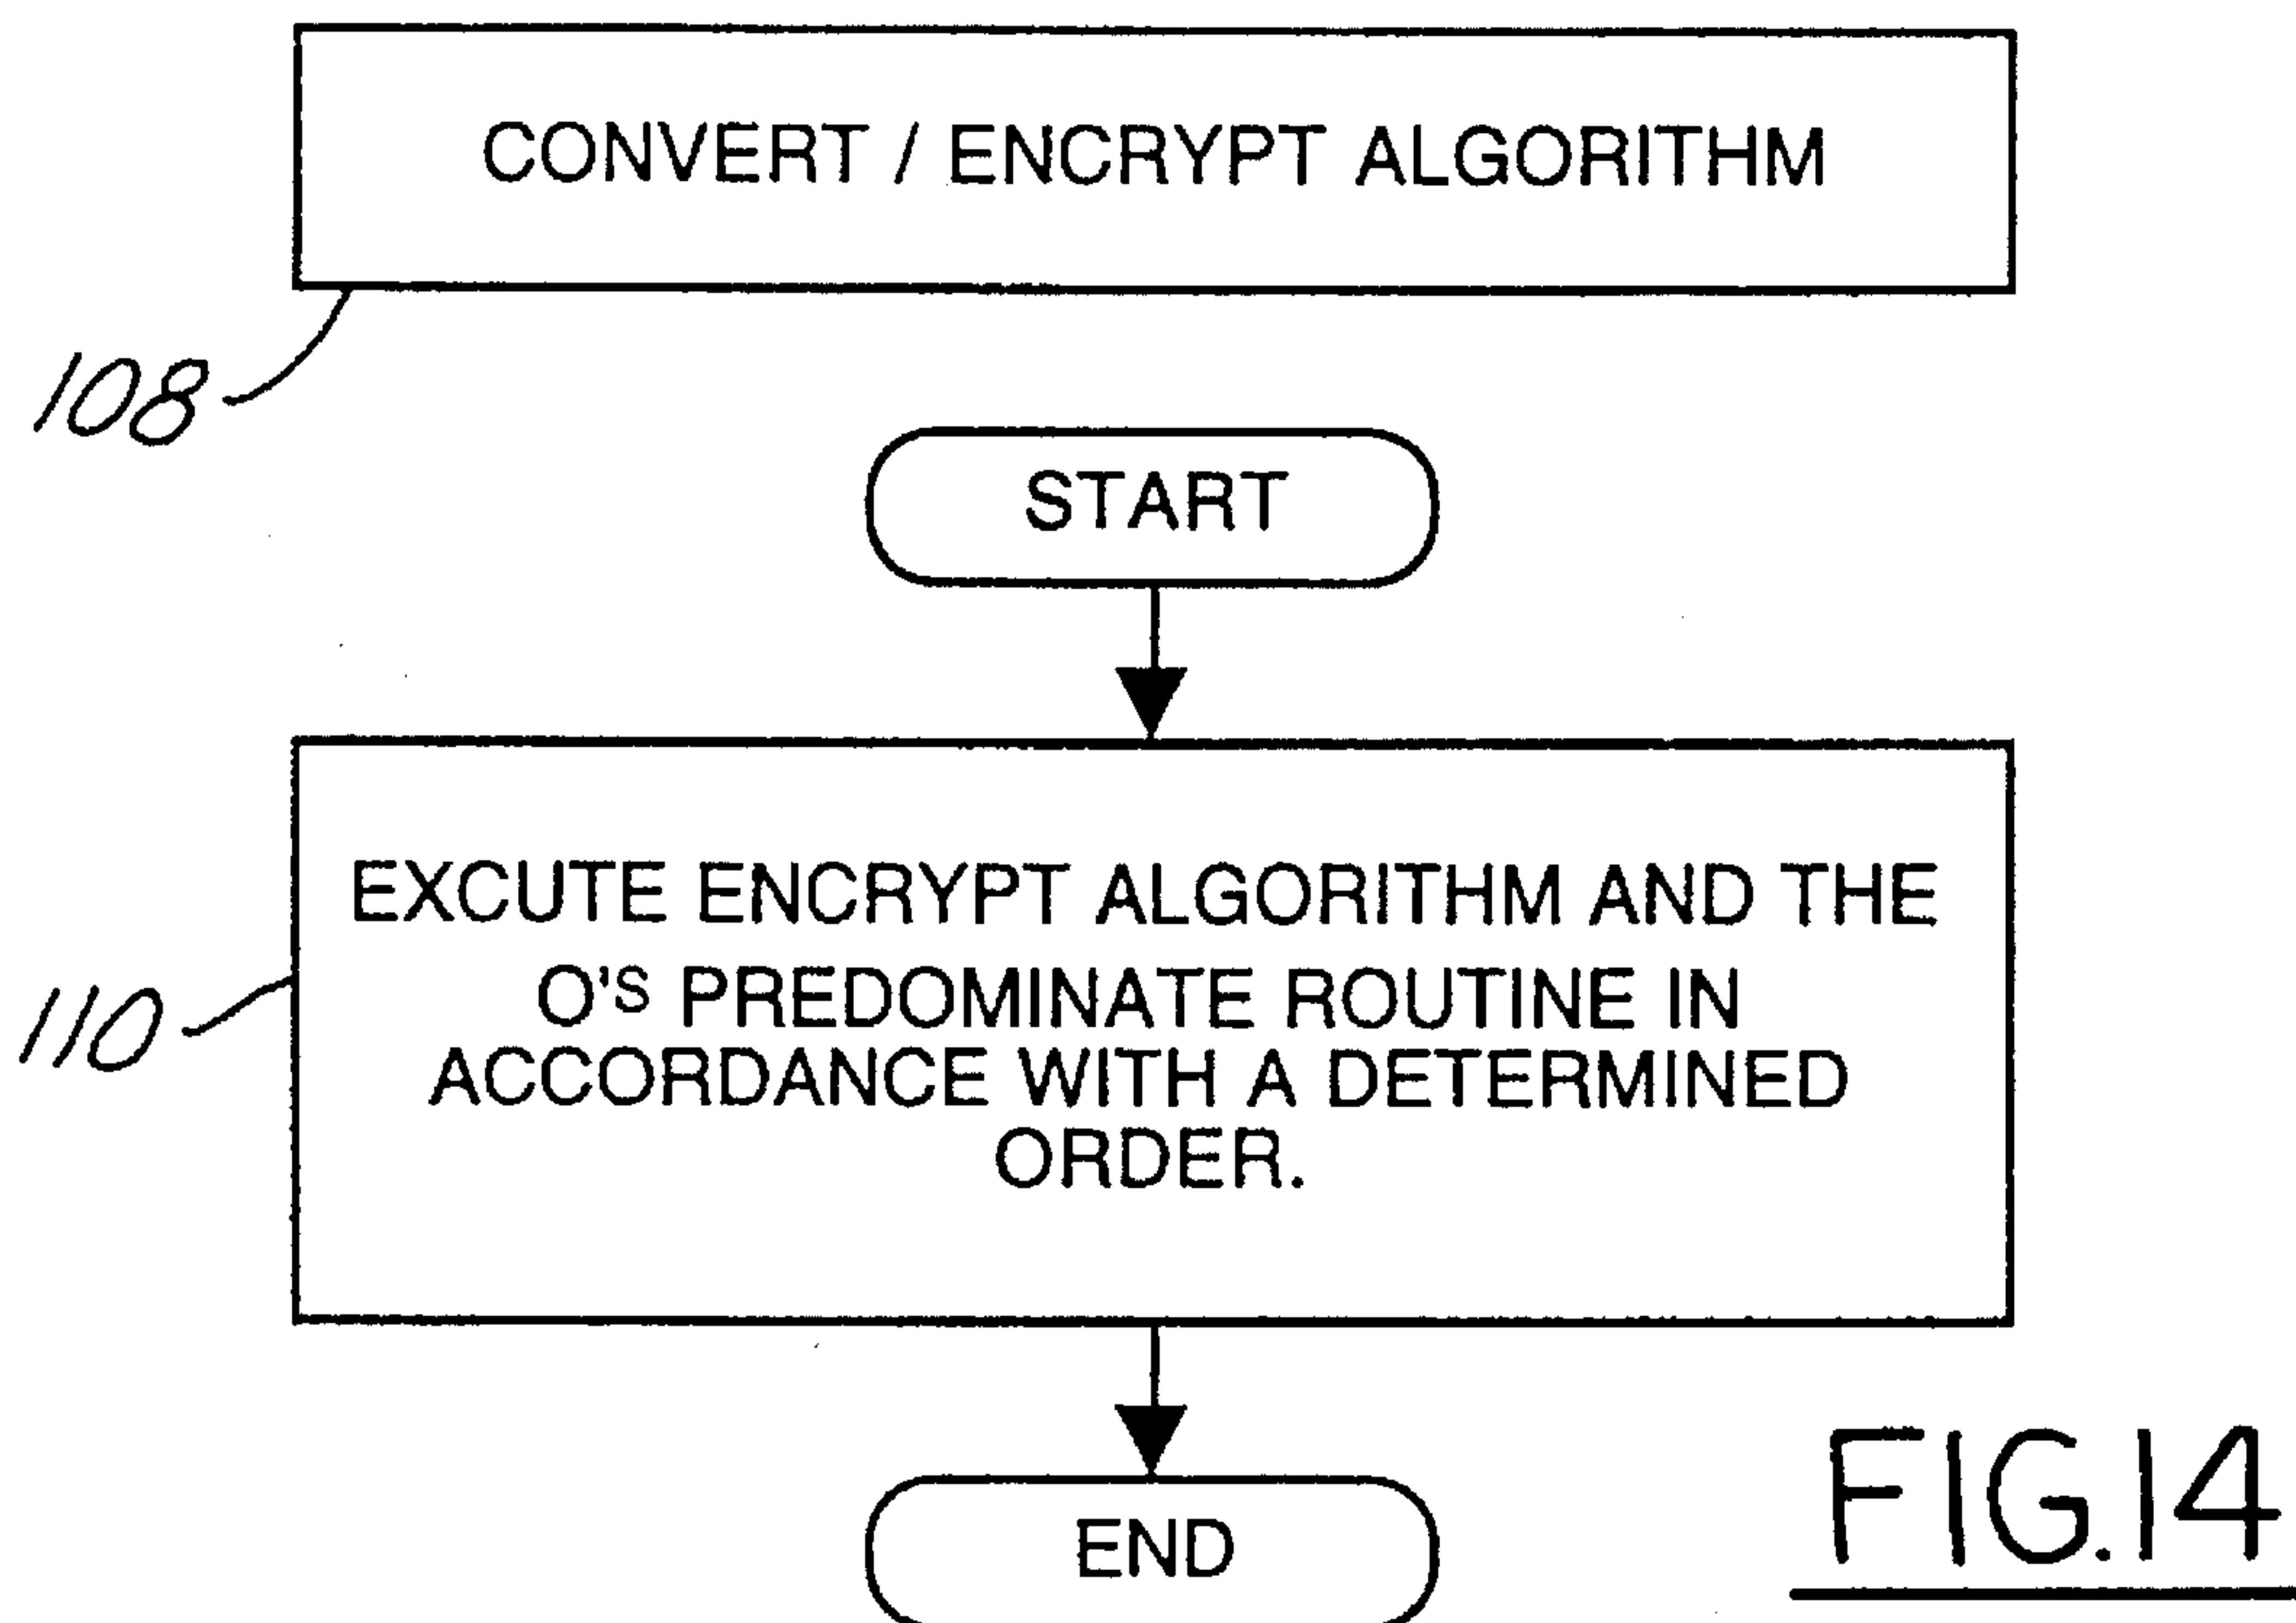 CONVERT / ENCRYPT ALGORITHM
108
START
EXCUTE ENCRYPT ALGORITHM AND THE
O'S PREDOMINATE ROUTINE IN
ACCORDANCE WITH A DETERMINED
ORDER.
110
END
FIG.14